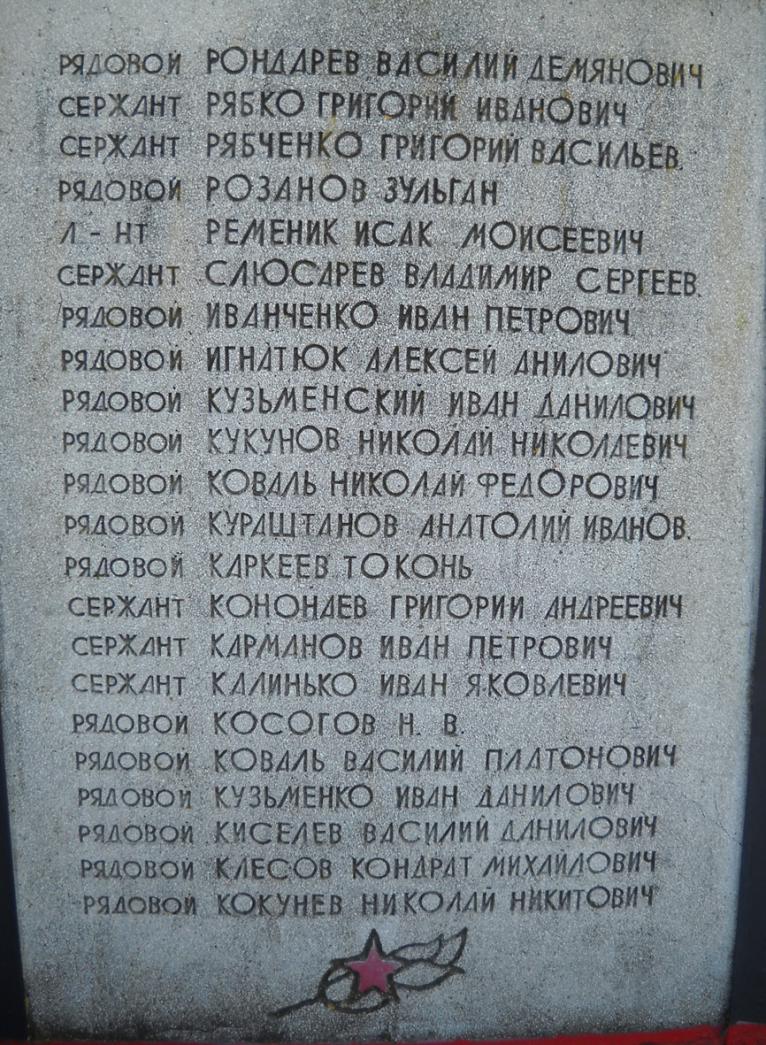 РЯДОВОЙ РОНДАРЕВ ВАСИЛИЙ ДЕМЯНОВИЧ
СЕРЖАНТ РЯБКО ГРИГОРИЙ ИВАНОВИЧ
СЕРЖАНТ РЯБЧЕНКО ГРИГОРИЙ ВАСИЛЬЕВ.
РЯДОВОЙ РОЗАНОВ ЗУЛЬГАН
Л - НТ РЕМЕНИК ИСАК МОИСЕЕВИЧ
СЕРЖАНТ СЛЮСАРЕВ ВЛАДИМИР СЕРГЕЕВ.
РЯДОВОЙ ИВАНЧЕНКО ИВАН ПЕТРОВИЧ
РЯДОВОЙ ИГНАТЮК АЛЕКСЕЙ АНИЛОВИЧ
РЯДОВОЙ КУЗЬМЕНСКИЙ ИВАН ДАНИЛОВИЧ
РЯДОВОЙ КУКУНОВ НИКОЛАЙ НИКОЛАЕВИЧ
РЯДОВОЙ КОВАЛЬ НИКОЛАЙ ФЕДОРОВИЧ
РЯДОВОЙ КУРАШТАНОВ АНАТОЛИЙ ИВАНОВ.
РЯДОВОЙ КАРКЕЕВ ТОКОНЬ
СЕРЖАНТ КОНОНАЕВ ГРИГОРИИ АНДРЕЕВИЧ
СЕРЖАНТ КАРМАНОВ ИВАН ПЕТРОВИЧ
СЕРЖАНТ КАЛИНЬКО ИВАН ЯКОВЛЕВИЧ
РЯДОВОЙ КОСОГОВ Н. В.
РЯДОВОЙ КОВАЛЬ ВАСИЛИЙ ПЛАТОНОВИЧ
РЯДОВОЙ КУЗЬМЕНКО ИВАН ДАНИЛОВИЧ
РЯДОВОЙ КИСЕЛЕВ ВАСИЛИЙ ДАНИЛОВИЧ
РЯДОВОЙ КЛЕСОВ КОНДРАТ МИХАЙЛОВИЧ
РЯДОВОЙ КОКУНЕВ НИКОЛАЙ НИКИТОВИЧ